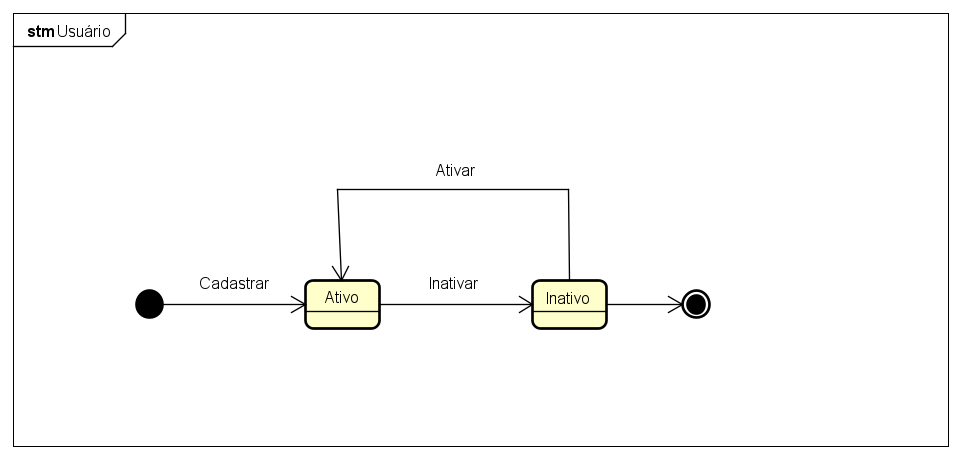 stm Usuário
Ativar
Cadastrar
Inativar
Ativo
Inativo